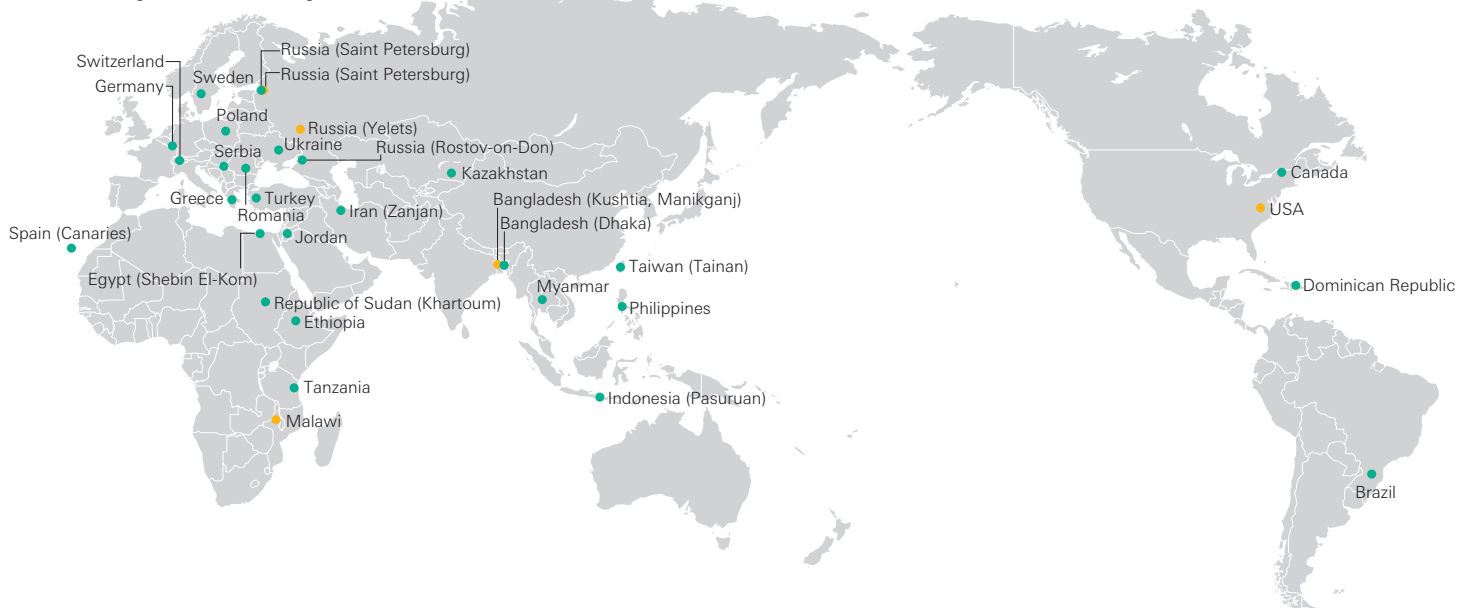 Russia (Saint Petersburg)
Switzerland
Russia (Saint Petersburg)
Sweden
Germany
Poland
Russia (Yelets)
Ukraine
Russia (Rostov-on-Don)
Serbia
Kazakhstan
Canada
Greece
Turkey
Bangladesh (Kushtia, Manikganj)
Iran (Zanjan)
USA
Romania
Bangladesh (Dhaka)
Spain (Canaries)
Jordan
Taiwan (Tainan)
Egypt (Shebin El-Kom)
Myanmar
Dominican Republic
Republic of Sudan (Khartoum)
Philippines
Ethiopia
Tanzania
Indonesia (Pasuruan)
Malawi
Brazil